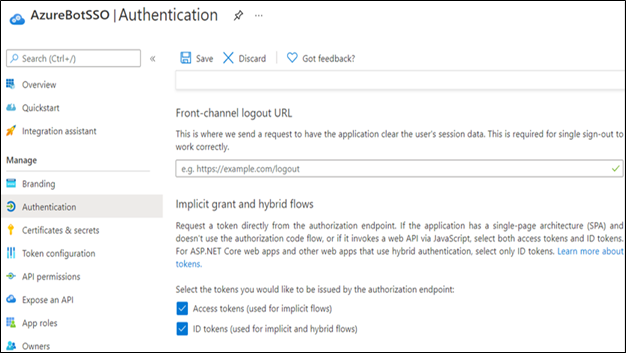 AzureBotSSO | Authentication
Search (Ctrl+/)
«
Save
Discard
Got feedback?
Overview
Quickstart
Integration assistant
Manage
Branding
Authentication
Certificates & secrets
Token configuration
API permissions
Expose an API
App roles
Owners
Front-channel logout URL
This is where we send a request to have the application clear the user's session data. This is required for single sign-out to
work correctly.
e.g. https://example.com/logout
Implicit grant and hybrid flows
Request a token directly from the authorization endpoint. If the application has a single-page architecture (SPA) and
doesn't use the authorization code flow, or if it invokes a web API via JavaScript, select both access tokens and ID tokens.
For ASP.NET Core web apps and other web apps that use hybrid authentication, select only ID tokens. Learn more about
tokens.
Select the tokens you would like to be issued by the authorization endpoint:
Access tokens (used for implicit flows)
ID tokens (used for implicit and hybrid flows)